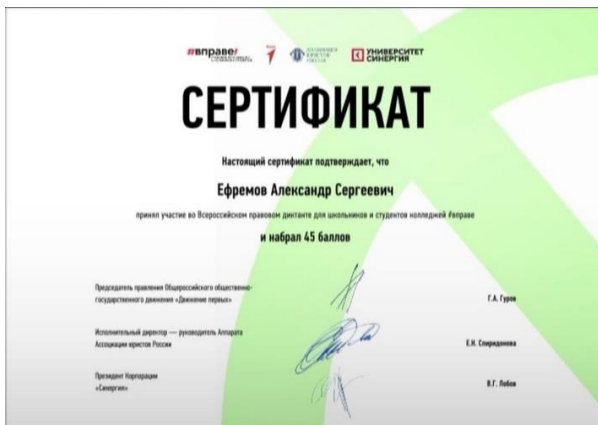 #вправе!
УНИВЕРСИТЕТ
СИНЕРГИЯ
СЕРТИФИКАТ
Настоящий сертификат подтверждает, что
Ефремов Александр Сергеевич
принял участие во Всероссийском правовом диктанте для школьников и студентов колледжей #вправе
и набрал 45 баллов
Председатель правления Общероссийского общественно-
государственного движения «Движение первых»
Г.А. Гуров
Исполнительный директор — руководитель Аппарата
Ассоциации юристов России
Е.Н. Спиридонова
Президент Корпорации
«Синергия»
В.Г. Лобов